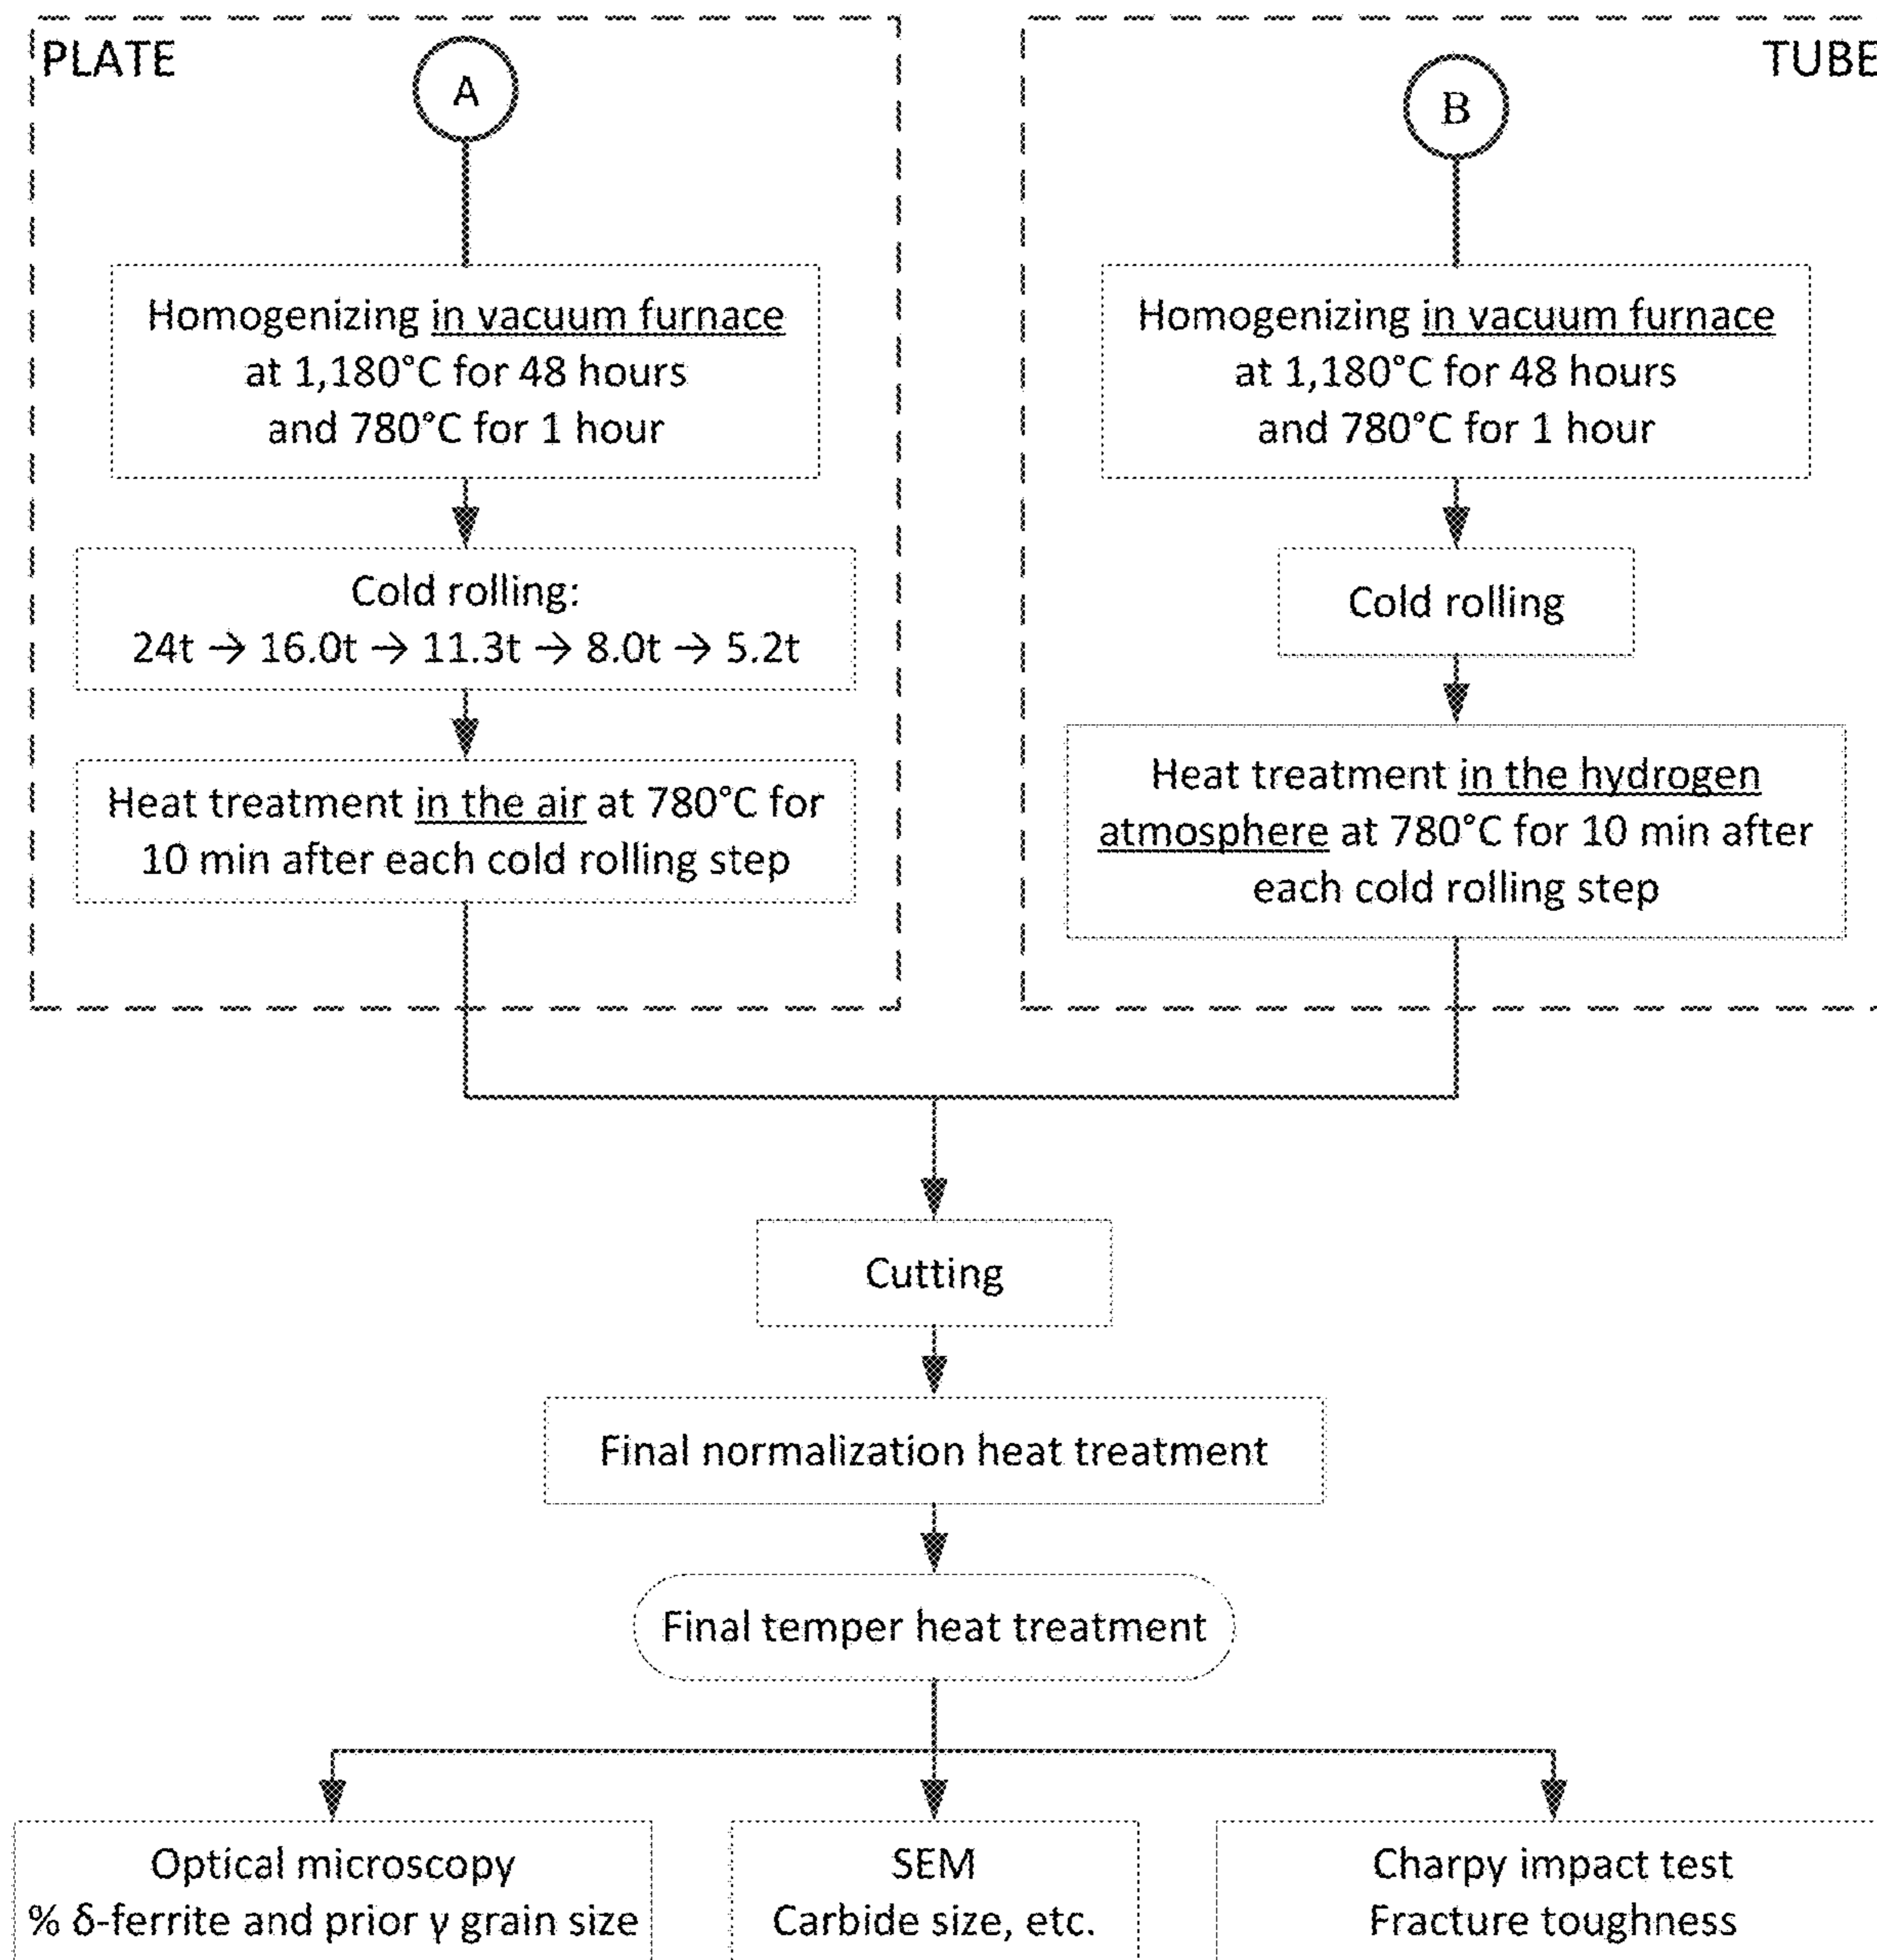 PLATE
A
Homogenizing in vacuum furnace
at 1,180°C for 48 hours
and 780°C for 1 hour
Cold rolling:
24t → 16.0t → 11.3t → 8.0t → 5.2t
Heat treatment in the air at 780°C for
10 min after each cold rolling step
TUBE
B
Homogenizing in vacuum furnace
at 1,180°C for 48 hours
and 780°C for 1 hour
Cold rolling
Heat treatment in the hydrogen
atmosphere at 780°C for 10 min after
each cold rolling step
Cutting
Final normalization heat treatment
Final temper heat treatment
Optical microscopy
% δ-ferrite and prior γ grain size
SEM
Carbide size, etc.
Charpy impact test
Fracture toughness